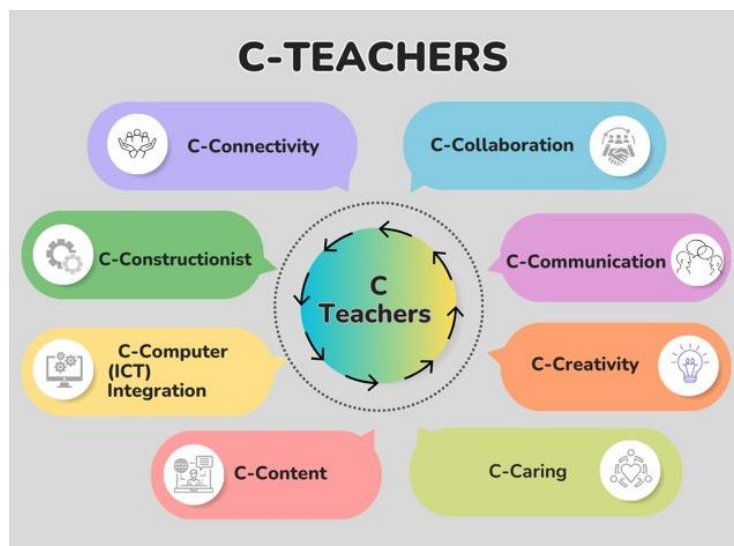 C-TEACHERS
C-Connectivity
C-Collaboration
C-Constructionist
C-Communication
C
Teachers
C-Computer
(ICT)
Integration
C-Creativity
C-Content
C-Caring